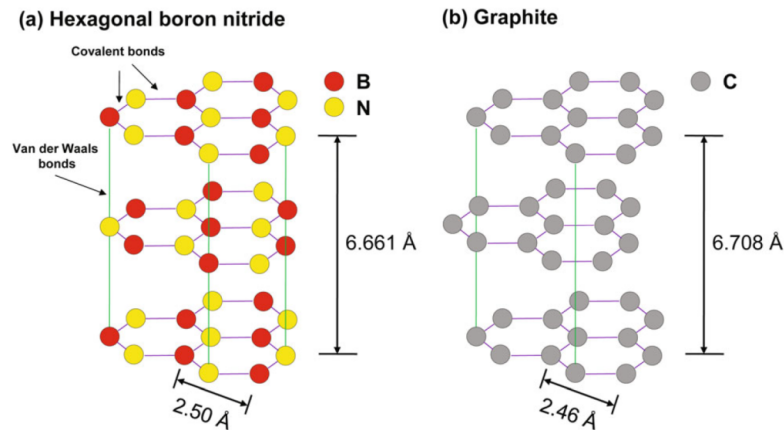 (a) Hexagonal boron nitride
Covalent bonds
B
N
Van der Waals
bonds
6.661 Å
2.50 Å
(b) Graphite
C
6.708 Å
2.46 Å